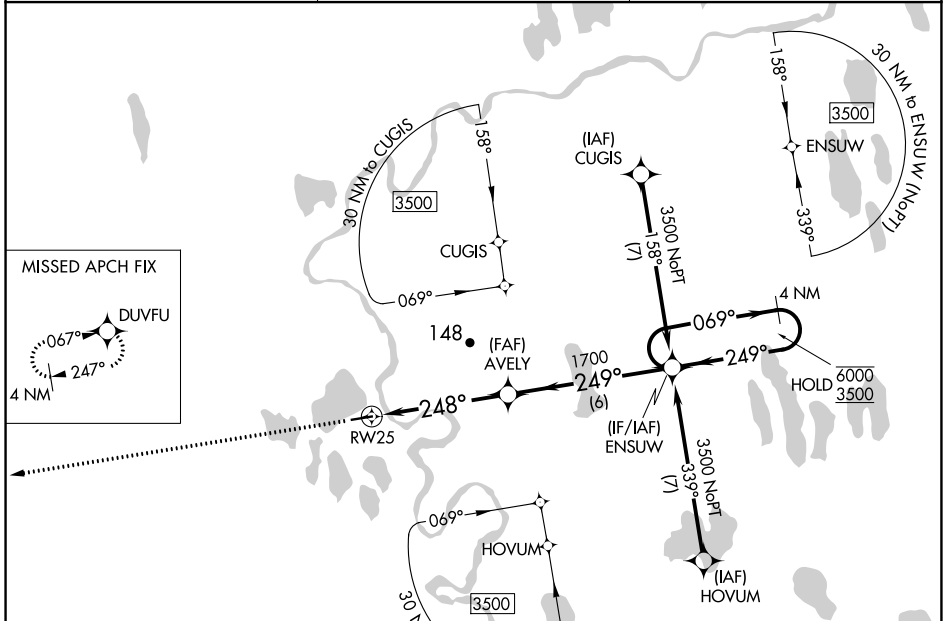 30 NM to CUGIS
158°
3500
CUGIS
069°
(IAF)
CUGIS
3500 NoPT
158°
(7)
30 NM to ENSUW (NoPT)
158°
3500
ENSUW
339°
MISSED APCH FIX
DUVFU
067°
247°
4 NM
148
(FAF)
AVELY
1700
249°
(6)
248°
RW25
4 NM
069°
249°
HOLD
6000
3500
(IF/IAF)
ENSUW
3500 NoPT
339°
(7)
(IAF)
HOVUM
069°
HOVUM
3500
30 N